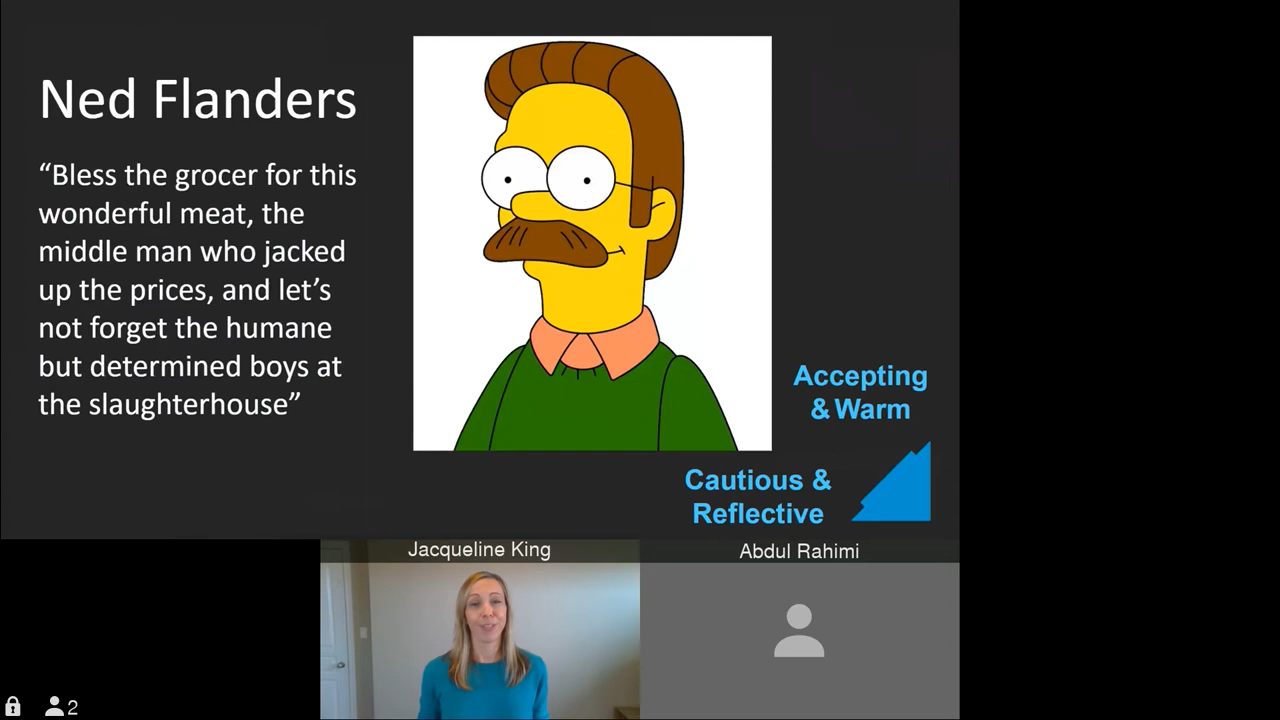 Ned Flanders
“Bless the grocer for this
wonderful meat, the
middle man who jacked
up the prices, and let’s
not forget the humane
but determined boys at
the slaughterhouse”
Accepting
& Warm
Cautious &
Reflective
Jacqueline King
Abdul Rahimi
2